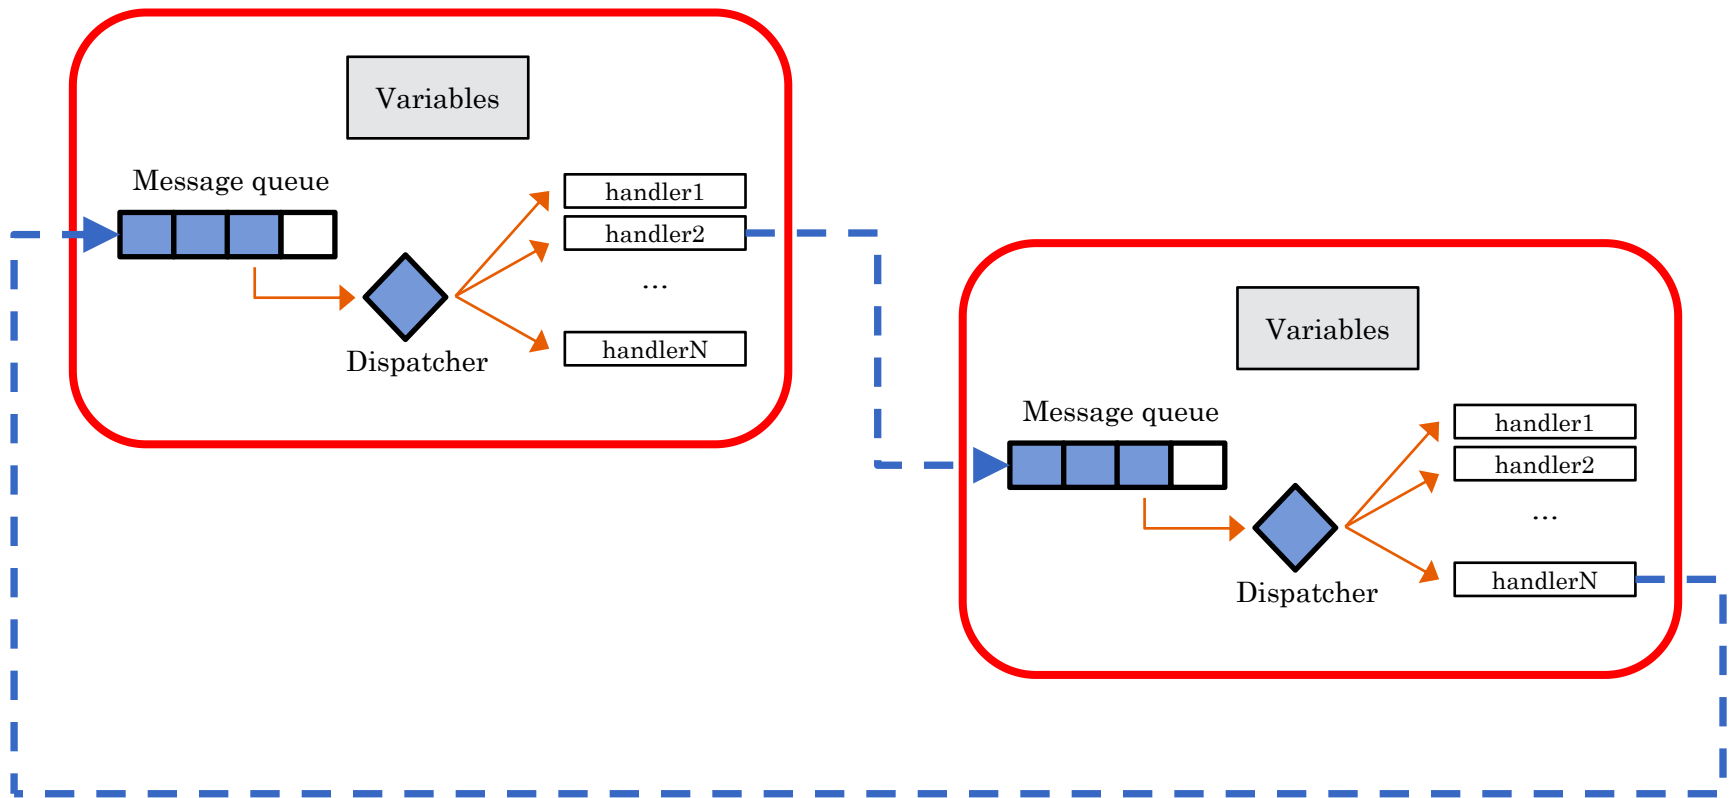 Variables
Message queue
handler1
handler2
...
handlerN
Dispatcher
Variables
Message queue
handler1
handler2
...
handlerN
Dispatcher